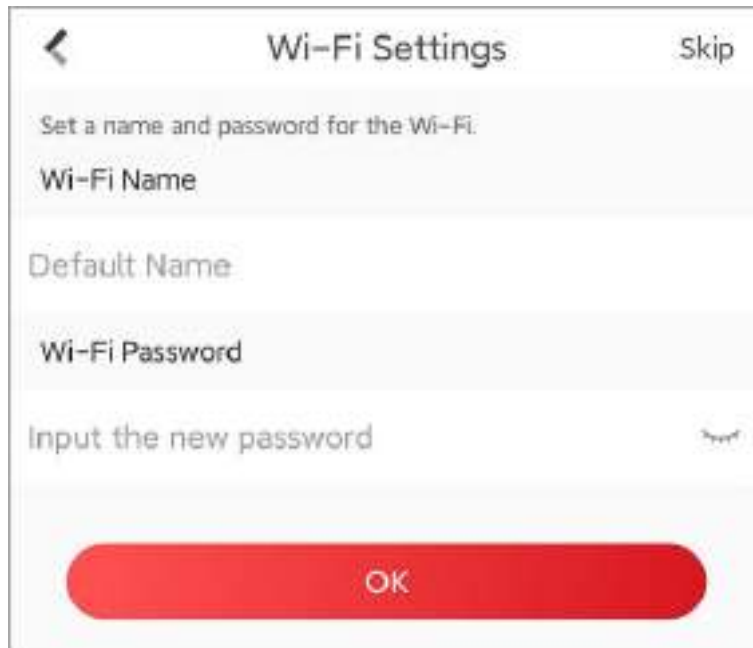 Wi-Fi Settings
Skip
Set a name and password for the Wi-Fi.
Wi-Fi Name
Default Name
Wi-Fi Password
Input the new password
OK